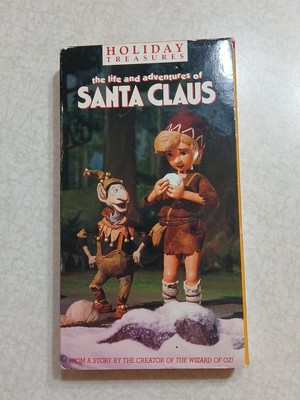 HOLIDAY
TREASURES
the life and adventures of
SANTA CLAUS
FROM A STORY BY THE CREATOR OF THE WIZARD OF OZ!